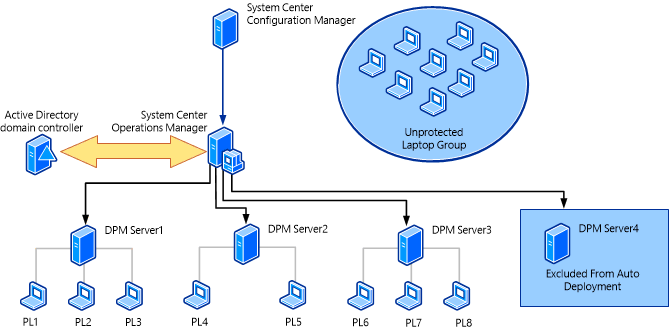 System Center
Configuration Manager
Active Directory
domain controller
System Center
Operations Manager
Unprotected
Laptop Group
DPM Server1
DPM Server2
DPM Server3
DPM Server4
Excluded From Auto
Deployment
PL1
PL2
PL3
PL4
PL5
PL6
PL7
PL8